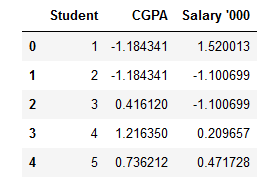 Student CGPA Salary '000
0 1 -1.184341 1.520013
1 2 -1.184341 -1.100699
2 3 0.416120 -1.100699
3 4 1.216350 0.209657
4 5 0.736212 0.471728